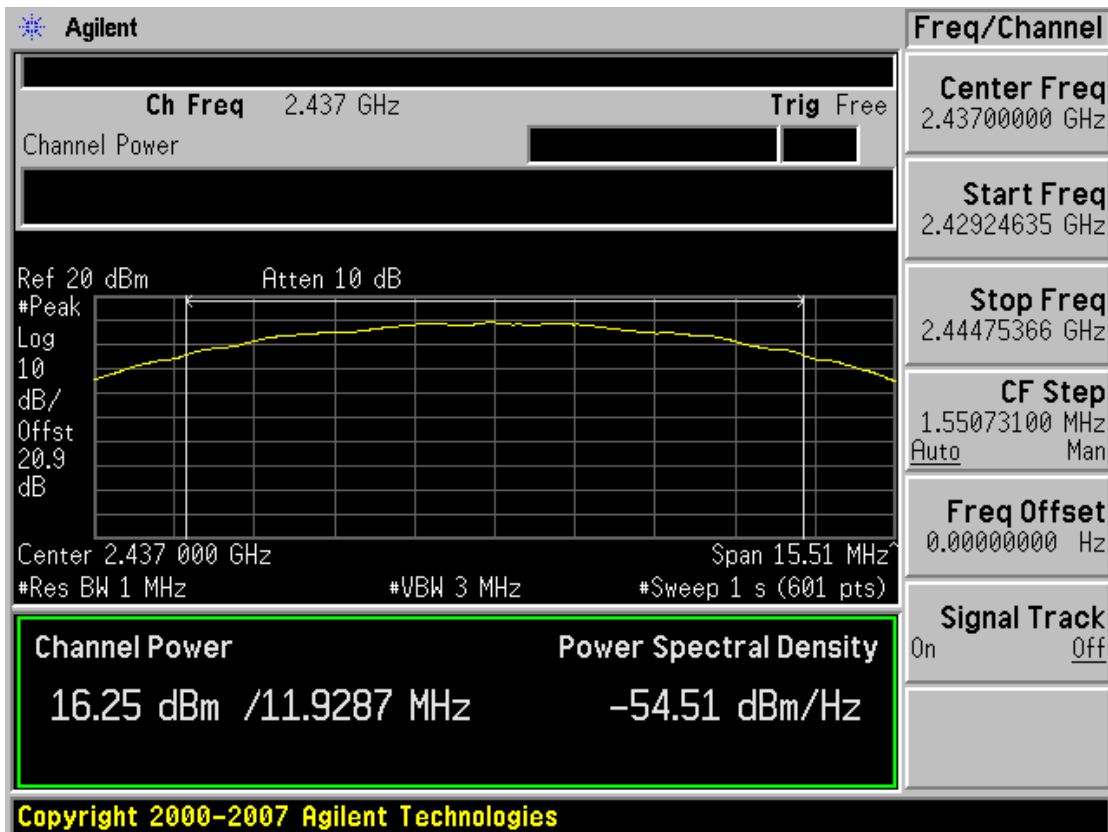 Agilent
Freq/Channel
Ch Freq 2.437 GHz Trig Free
Channel Power
Center Freq
2.43700000 GHz
Start Freq
2.42924635 GHz
Stop Freq
2.44475366 GHz
CF Step
1.55073100 MHz
Auto Man
Freq Offset
0.00000000 Hz
Signal Track
On Off
Ref 20 dBm Atten 10 dB
#Peak
Log
10
dB/
Offst
20.9
dB
Center 2.437 000 GHz Span 15.51 MHz^
#Res BW 1 MHz #VBW 3 MHz #Sweep 1 s (601 pts)
Channel Power Power Spectral Density
16.25 dBm /11.9287 MHz -54.51 dBm/Hz
Copyright 2000-2007 Agilent Technologies